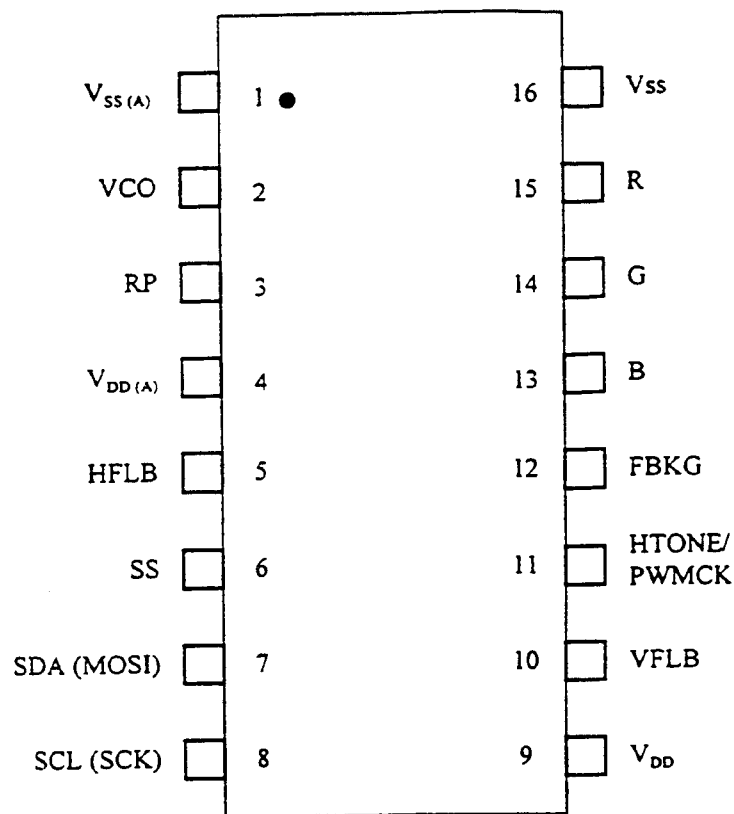 VSS(A) 1 16 Vss
VCO 2 15 R
RP 3 14 G
VDD(A) 4 13 B
HFLB 5 12 FBKG
SS 6 11 HTONE/
PWMCK
SDA (MOSI) 7 10 VFLB
SCL (SCK) 8 9 VDD